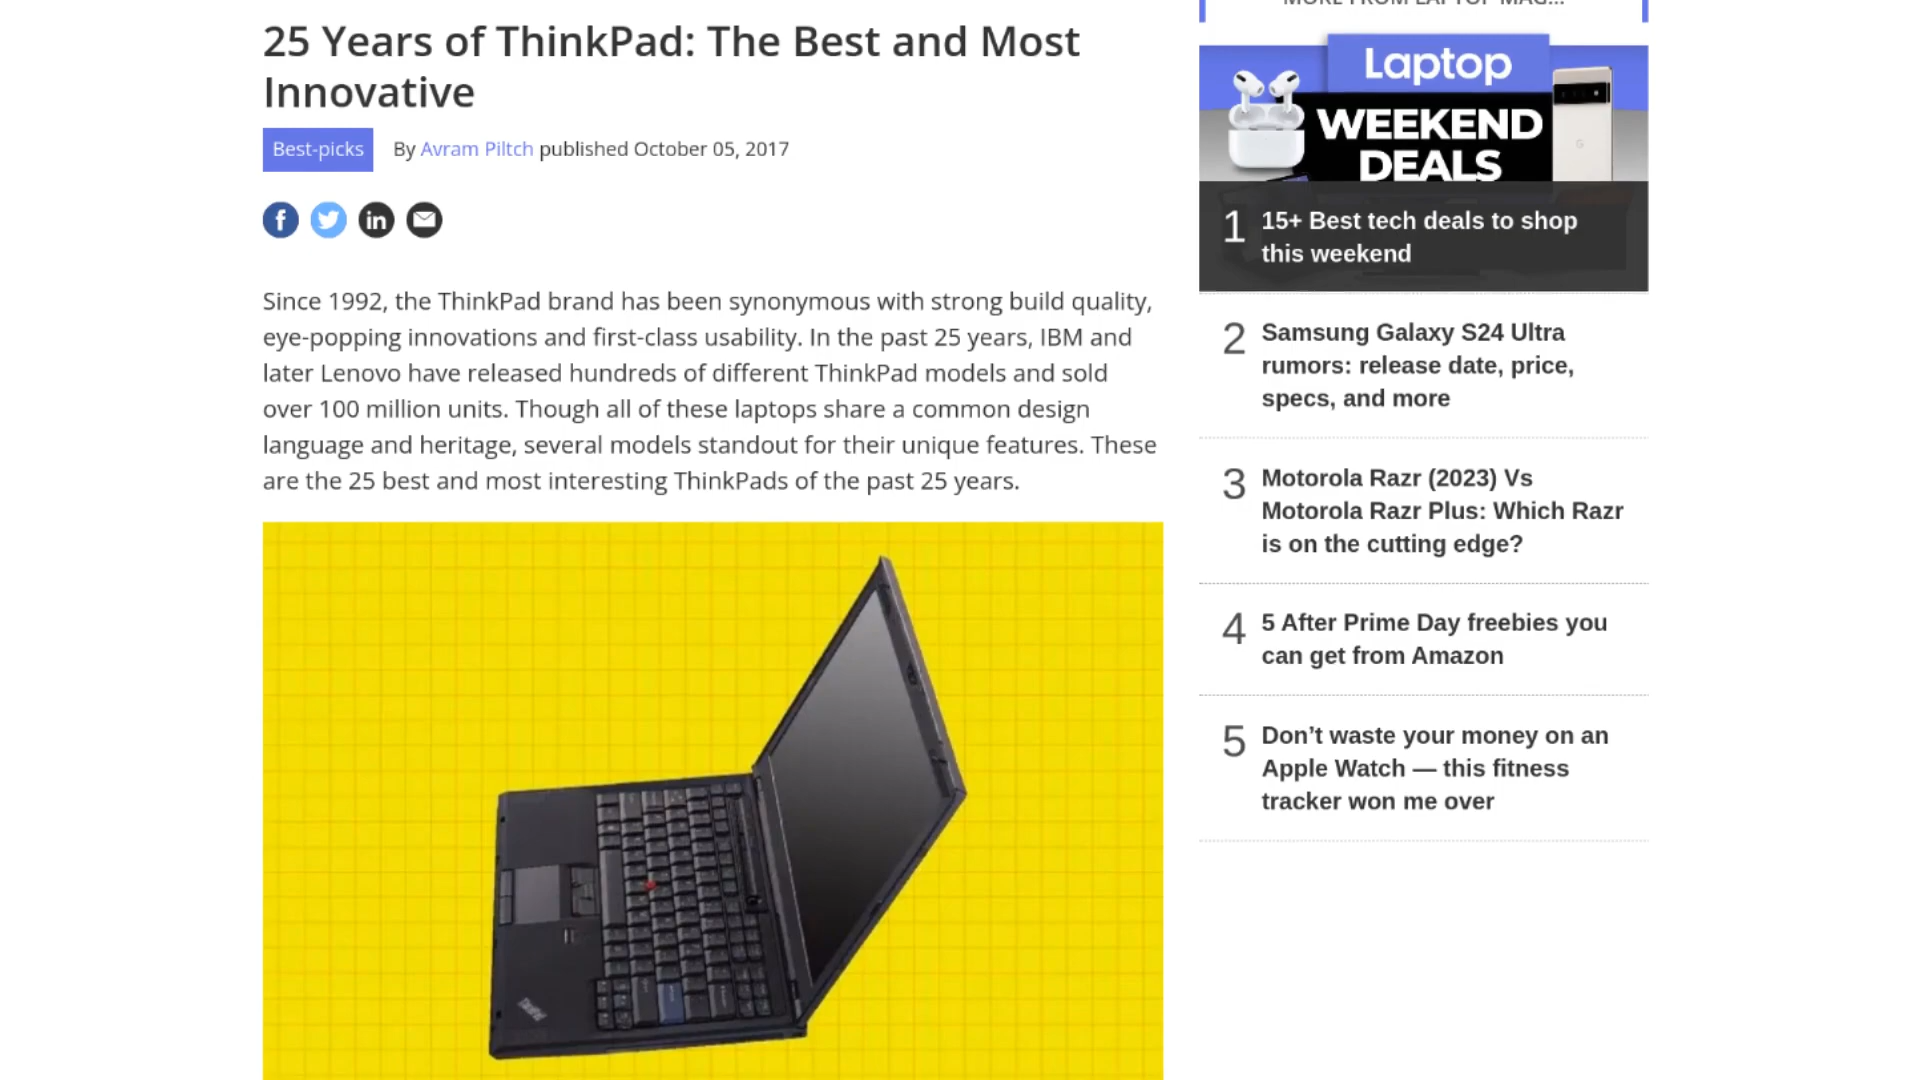 25 Years of ThinkPad: The Best and Most
Innovative
Best-picks
By Avram Piltch published October 05, 2017
Since 1992, the ThinkPad brand has been synonymous with strong build quality,
eye-popping innovations and first-class usability. In the past 25 years, IBM and
later Lenovo have released hundreds of different ThinkPad models and sold
over 100 million units. Though all of these laptops share a common design
language and heritage, several models standout for their unique features. These
are the 25 best and most interesting ThinkPads of the past 25 years.
ThinkPad
MORE FROM LAPTOP MAG...
Laptop
WEEKEND
DEALS
1
15+ Best tech deals to shop
this weekend
2
Samsung Galaxy S24 Ultra
rumors: release date, price,
specs, and more
3
Motorola Razr (2023) Vs
Motorola Razr Plus: Which Razr
is on the cutting edge?
4
5 After Prime Day freebies you
can get from Amazon
5
Don’t waste your money on an
Apple Watch — this fitness
tracker won me over